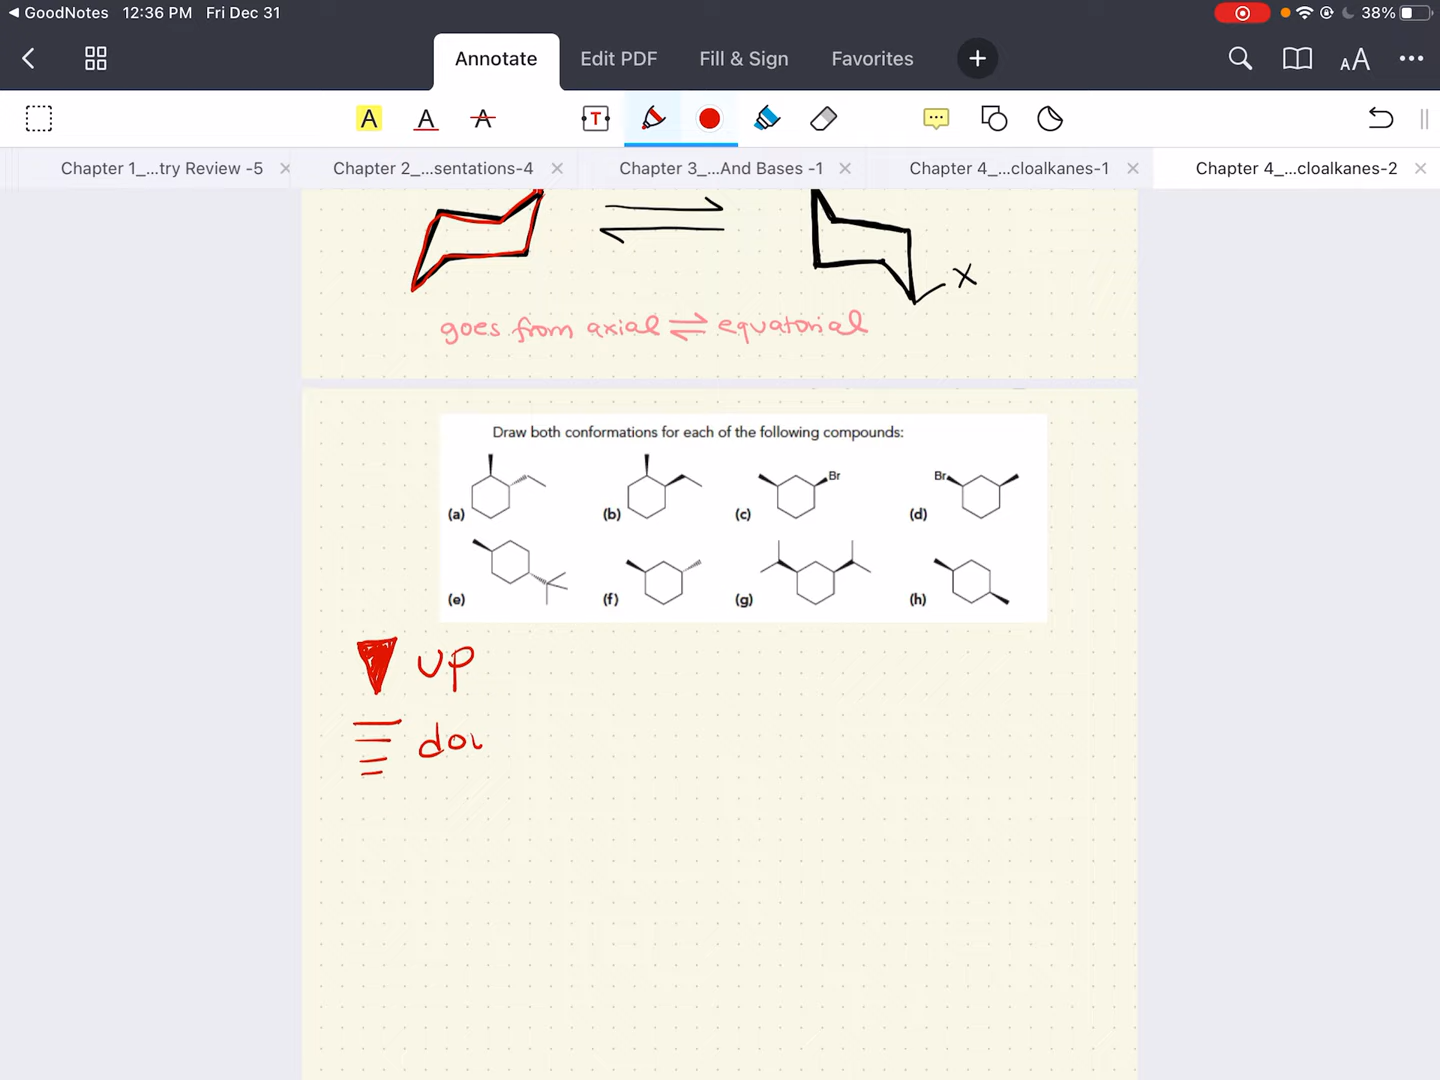 GoodNotes 12:36 PM Fri Dec 31 38%
Annotate Edit PDF Fill & Sign Favorites + AA
A A A T
Chapter 1_...try Review -5 Chapter 2_...sentations-4 Chapter 3_...And Bases -1 Chapter 4_...cloalkanes-1 Chapter 4_...cloalkanes-2
x
goes from axial ⇌ equatorial
Draw both conformations for each of the following compounds:
Br Br
(a) (b) (c) (d)
(e) (f) (g) (h)
up
dou